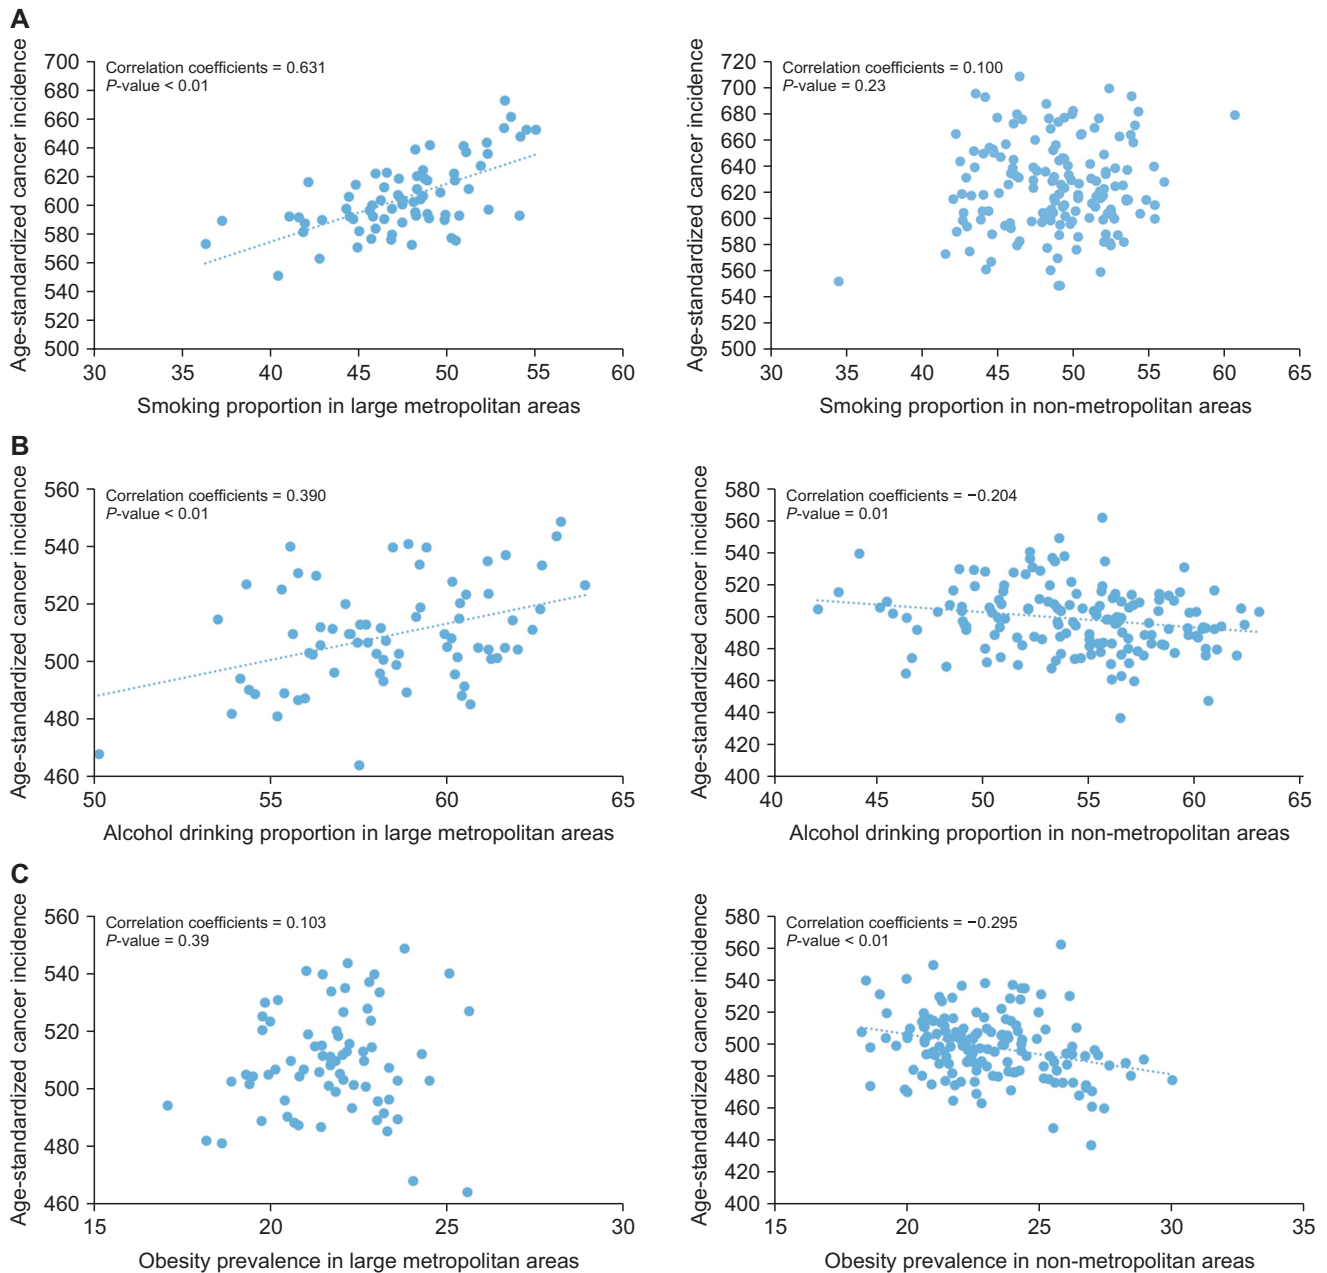 A
Age-standardized cancer incidence
700
680
660
640
620
600
580
560
540
520
500
Correlation coefficients = 0.631
P-value < 0.01
30 35 40 45 50 55 60
Smoking proportion in large metropolitan areas
Age-standardized cancer incidence
720
700
680
660
640
620
600
580
560
540
520
500
Correlation coefficients = 0.100
P-value = 0.23
30 35 40 45 50 55 60 65
Smoking proportion in non-metropolitan areas
B
Age-standardized cancer incidence
560
540
520
500
480
460
Correlation coefficients = 0.390
P-value < 0.01
50 55 60 65
Alcohol drinking proportion in large metropolitan areas
Age-standardized cancer incidence
580
560
540
520
500
480
460
440
420
400
Correlation coefficients = −0.204
P-value = 0.01
40 45 50 55 60 65
Alcohol drinking proportion in non-metropolitan areas
C
Age-standardized cancer incidence
560
540
520
500
480
460
Correlation coefficients = 0.103
P-value = 0.39
15 20 25 30
Obesity prevalence in large metropolitan areas
Age-standardized cancer incidence
580
560
540
520
500
480
460
440
420
400
Correlation coefficients = −0.295
P-value < 0.01
15 20 25 30 35
Obesity prevalence in non-metropolitan areas